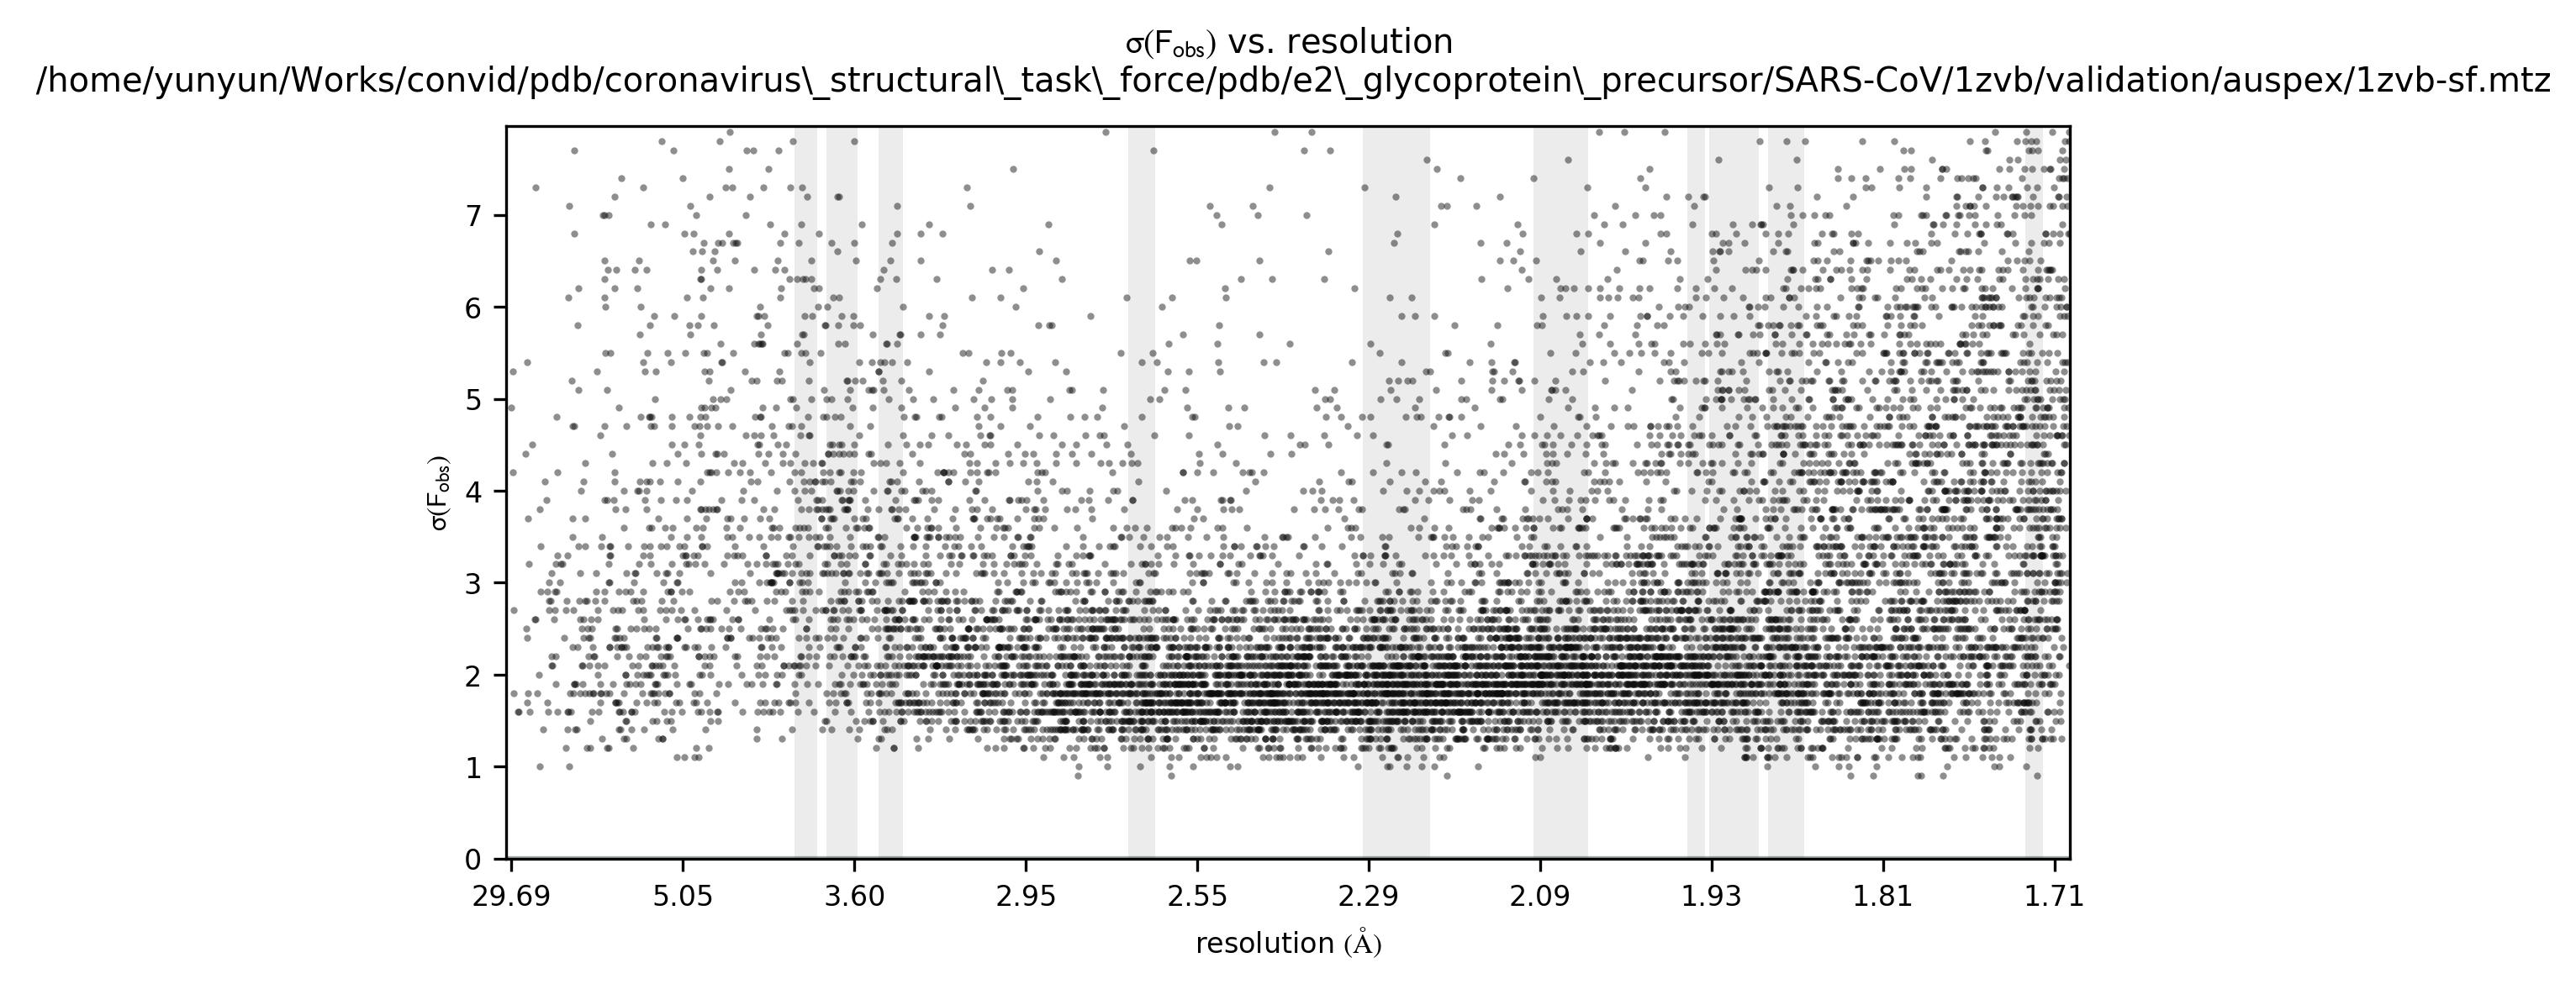 σ(Fobs) vs. resolution
/home/yunyun/Works/convid/pdb/coronavirus\_structural\_task\_force/pdb/e2\_glycoprotein\_precursor/SARS-CoV/1zvb/validation/auspex/1zvb-sf.mtz
7
6
5
4
3
2
1
0
σ(Fobs)
29.69 5.05 3.60 2.95 2.55 2.29 2.09 1.93 1.81 1.71
resolution (Å)